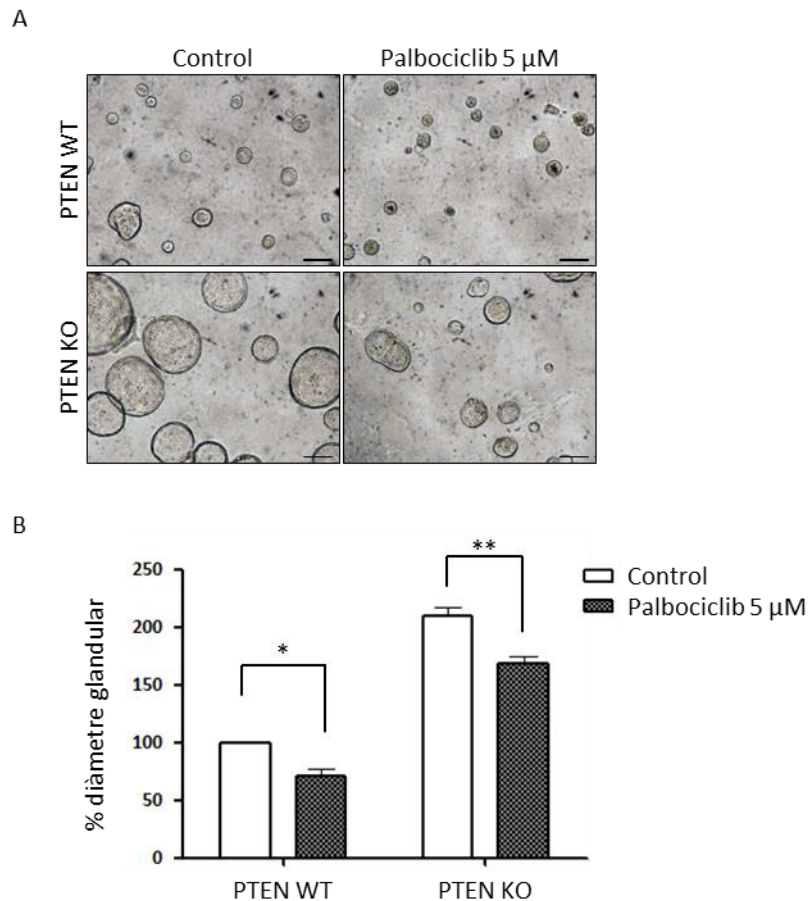 A
Control
Palbociclib 5 μM
PTEN WT
PTEN KO
B
% diàmetre glandular
250
200
150
100
50
0
*
**
Control
Palbociclib 5 μM
PTEN WT
PTEN KO